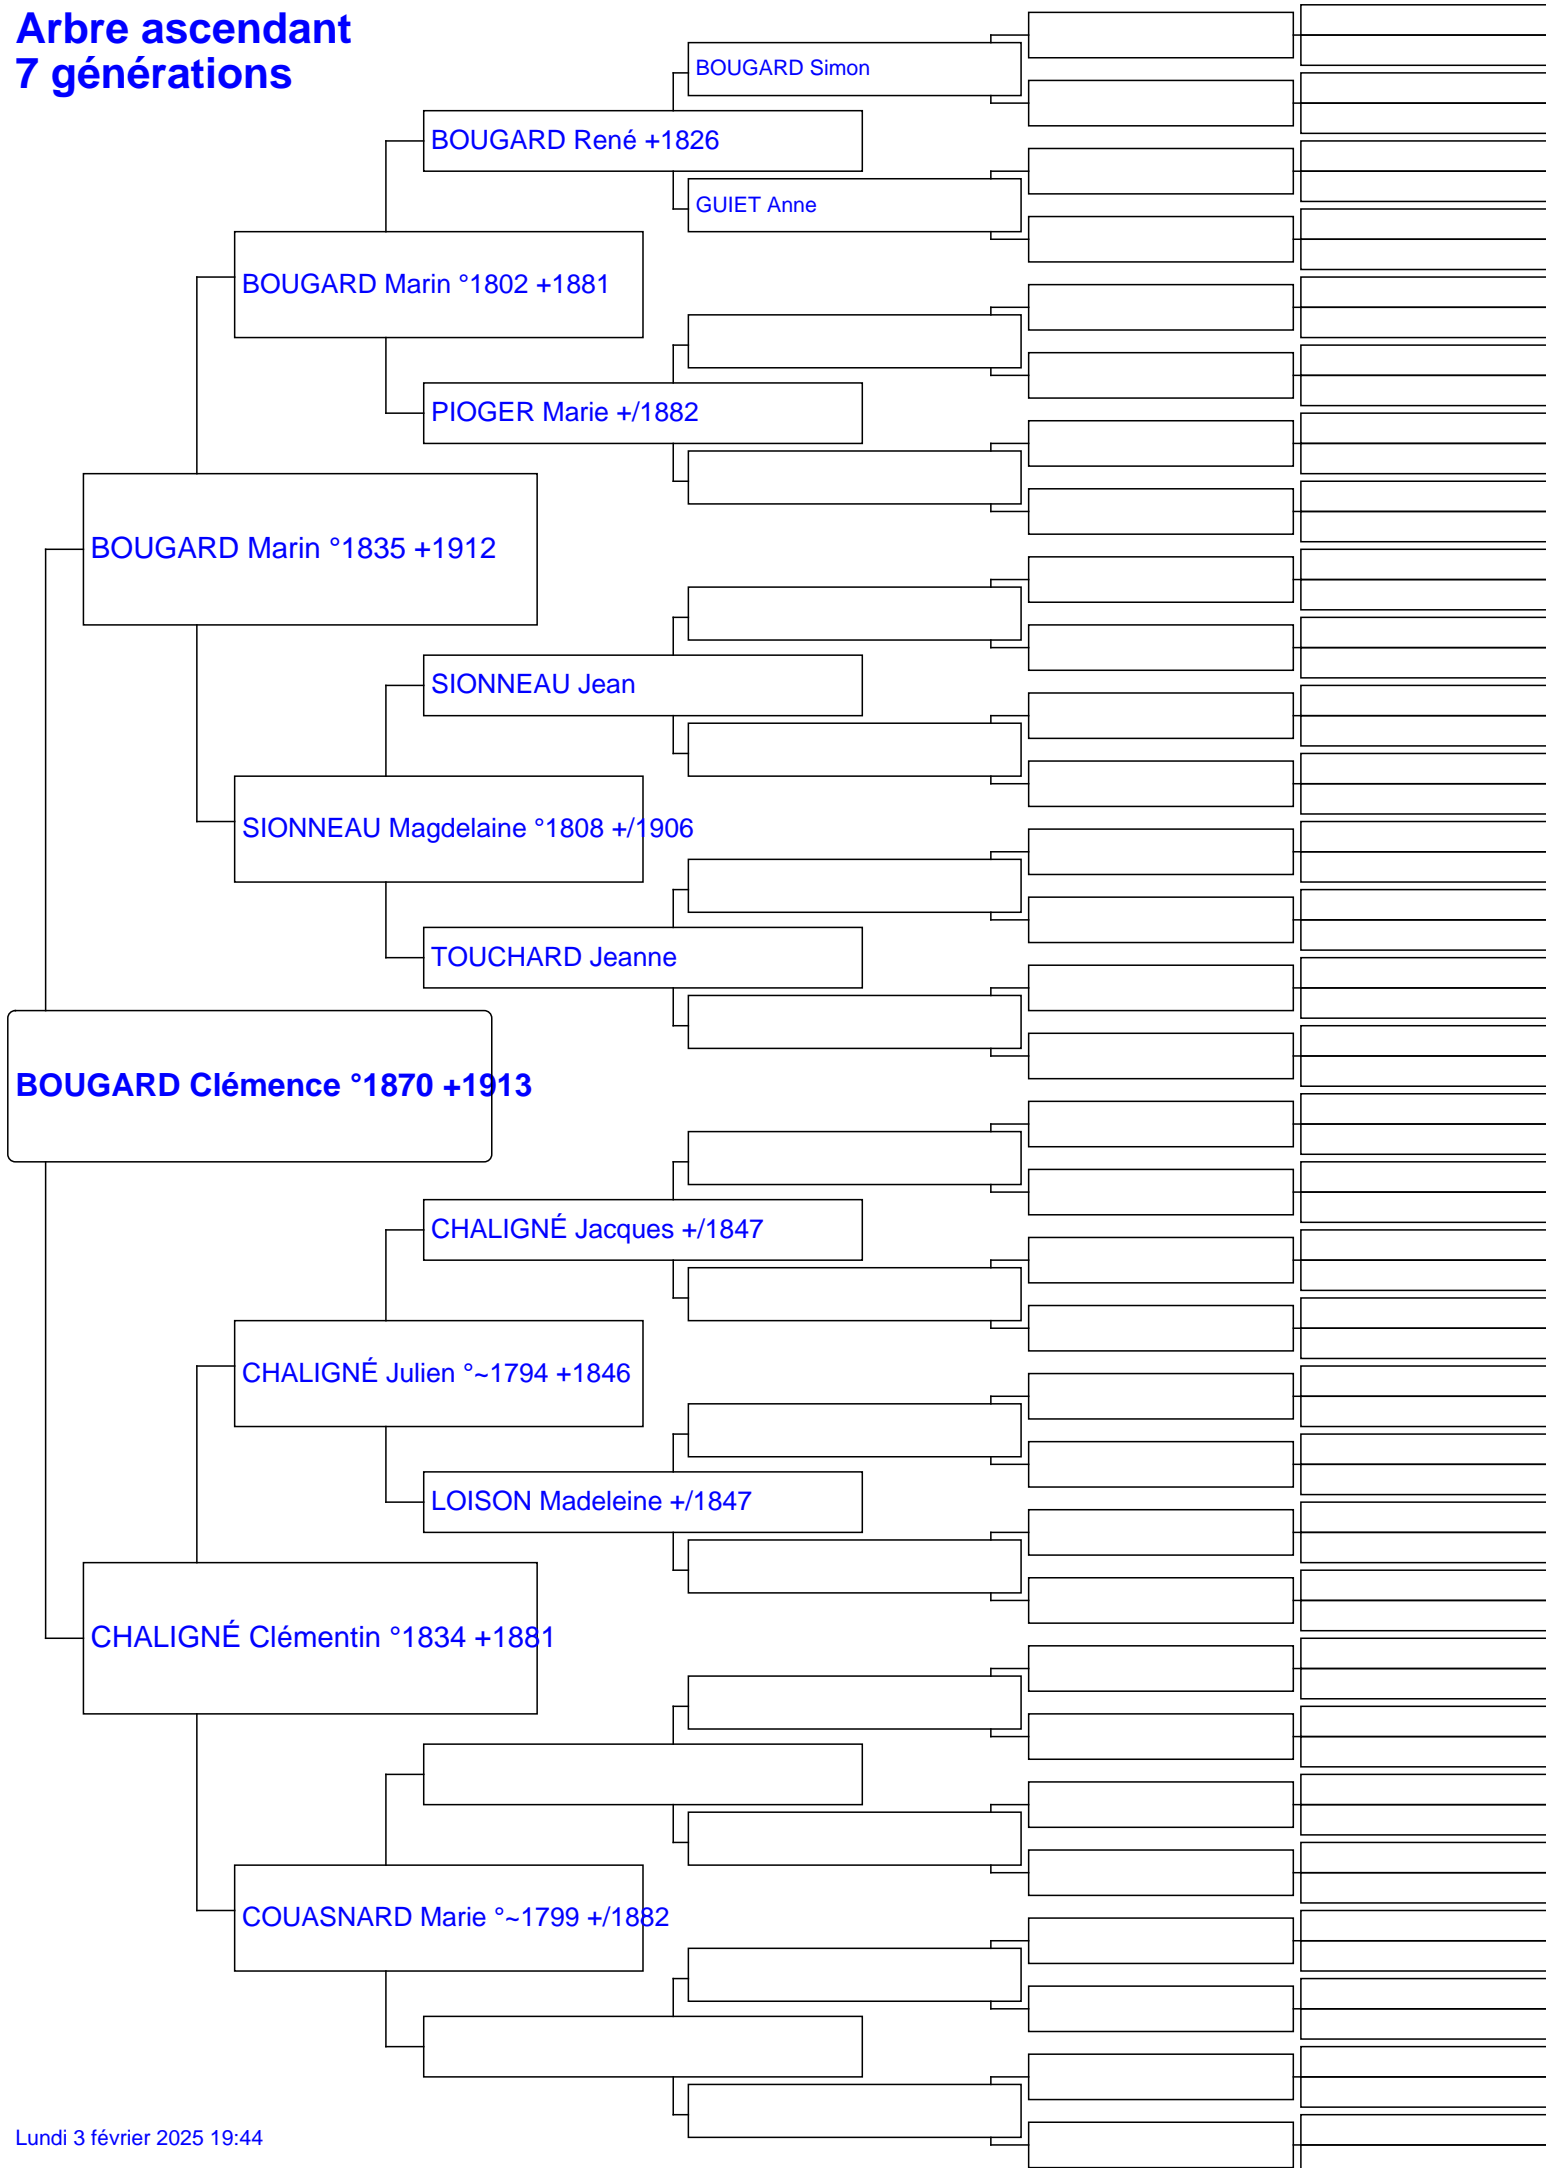 Arbre ascendant
7 générations
BOUGARD Simon
BOUGARD René +1826
GUIET Anne
BOUGARD Marin °1802 +1881
PIOGER Marie +/1882
BOUGARD Marin °1835 +1912
SIONNEAU Jean
SIONNEAU Magdelaine °1808 +/1906
TOUCHARD Jeanne
BOUGARD Clémence °1870 +1913
CHALIGNÉ Jacques +/1847
CHALIGNÉ Julien °~1794 +1846
LOISON Madeleine +/1847
CHALIGNÉ Clémentin °1834 +1881
COUASNARD Marie °~1799 +/1882
Lundi 3 février 2025 19:44